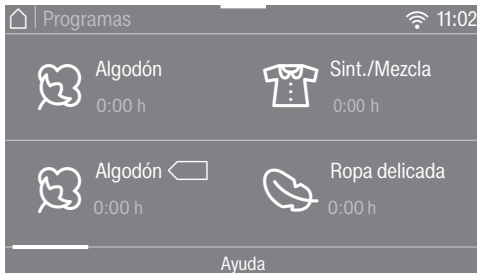 Programas 11:02
Algodón Sint./Mezcla
0:00 h 0:00 h
Algodón Ropa delicada
0:00 h 0:00 h
Ayuda